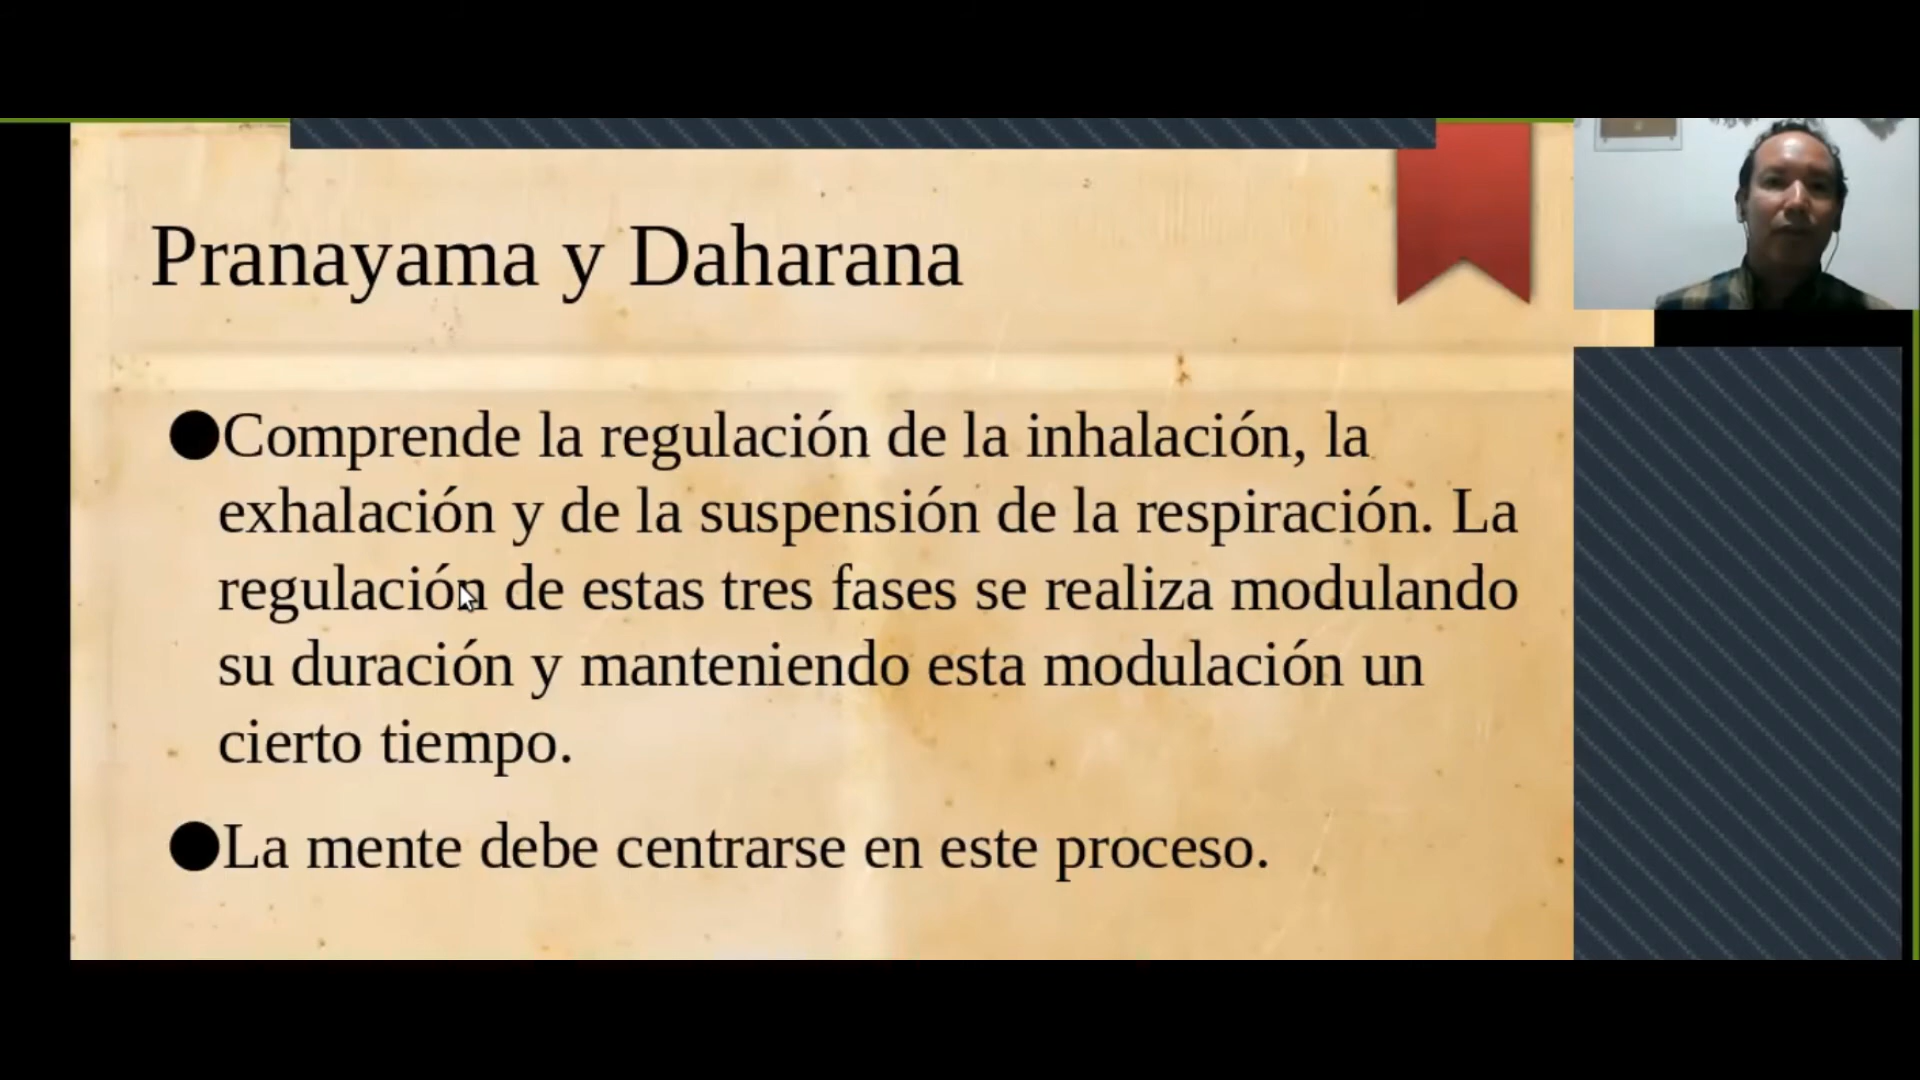 Pranayama y Daharana
●Comprende la regulación de la inhalación, la
exhalación y de la suspensión de la respiración. La
regulación de estas tres fases se realiza modulando
su duración y manteniendo esta modulación un
cierto tiempo.
●La mente debe centrarse en este proceso.